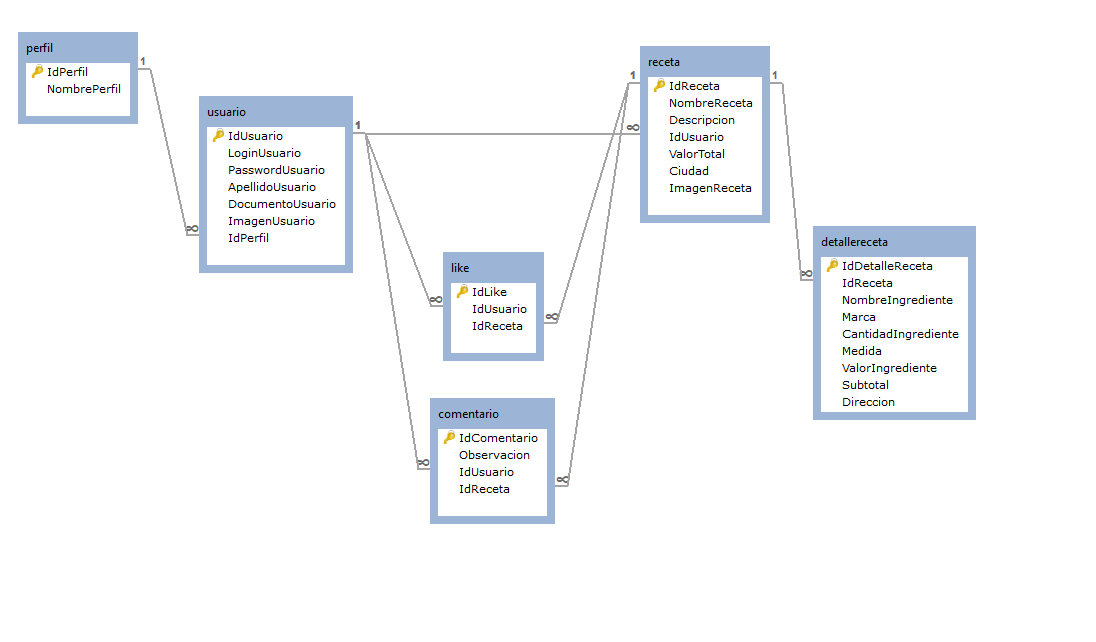 perfil
IdPerfil
NombrePerfil
1
∞
usuario
IdUsuario
LoginUsuario
PasswordUsuario
ApellidoUsuario
DocumentoUsuario
ImagenUsuario
IdPerfil
1
∞
like
IdLike
IdUsuario
IdReceta
∞
∞
comentario
IdComentario
Observacion
IdUsuario
IdReceta
∞
∞
1
receta
IdReceta
NombreReceta
Descripcion
IdUsuario
ValorTotal
Ciudad
ImagenReceta
1
∞
detallereceta
IdDetalleReceta
IdReceta
NombreIngrediente
Marca
CantidadIngrediente
Medida
ValorIngrediente
Subtotal
Direccion